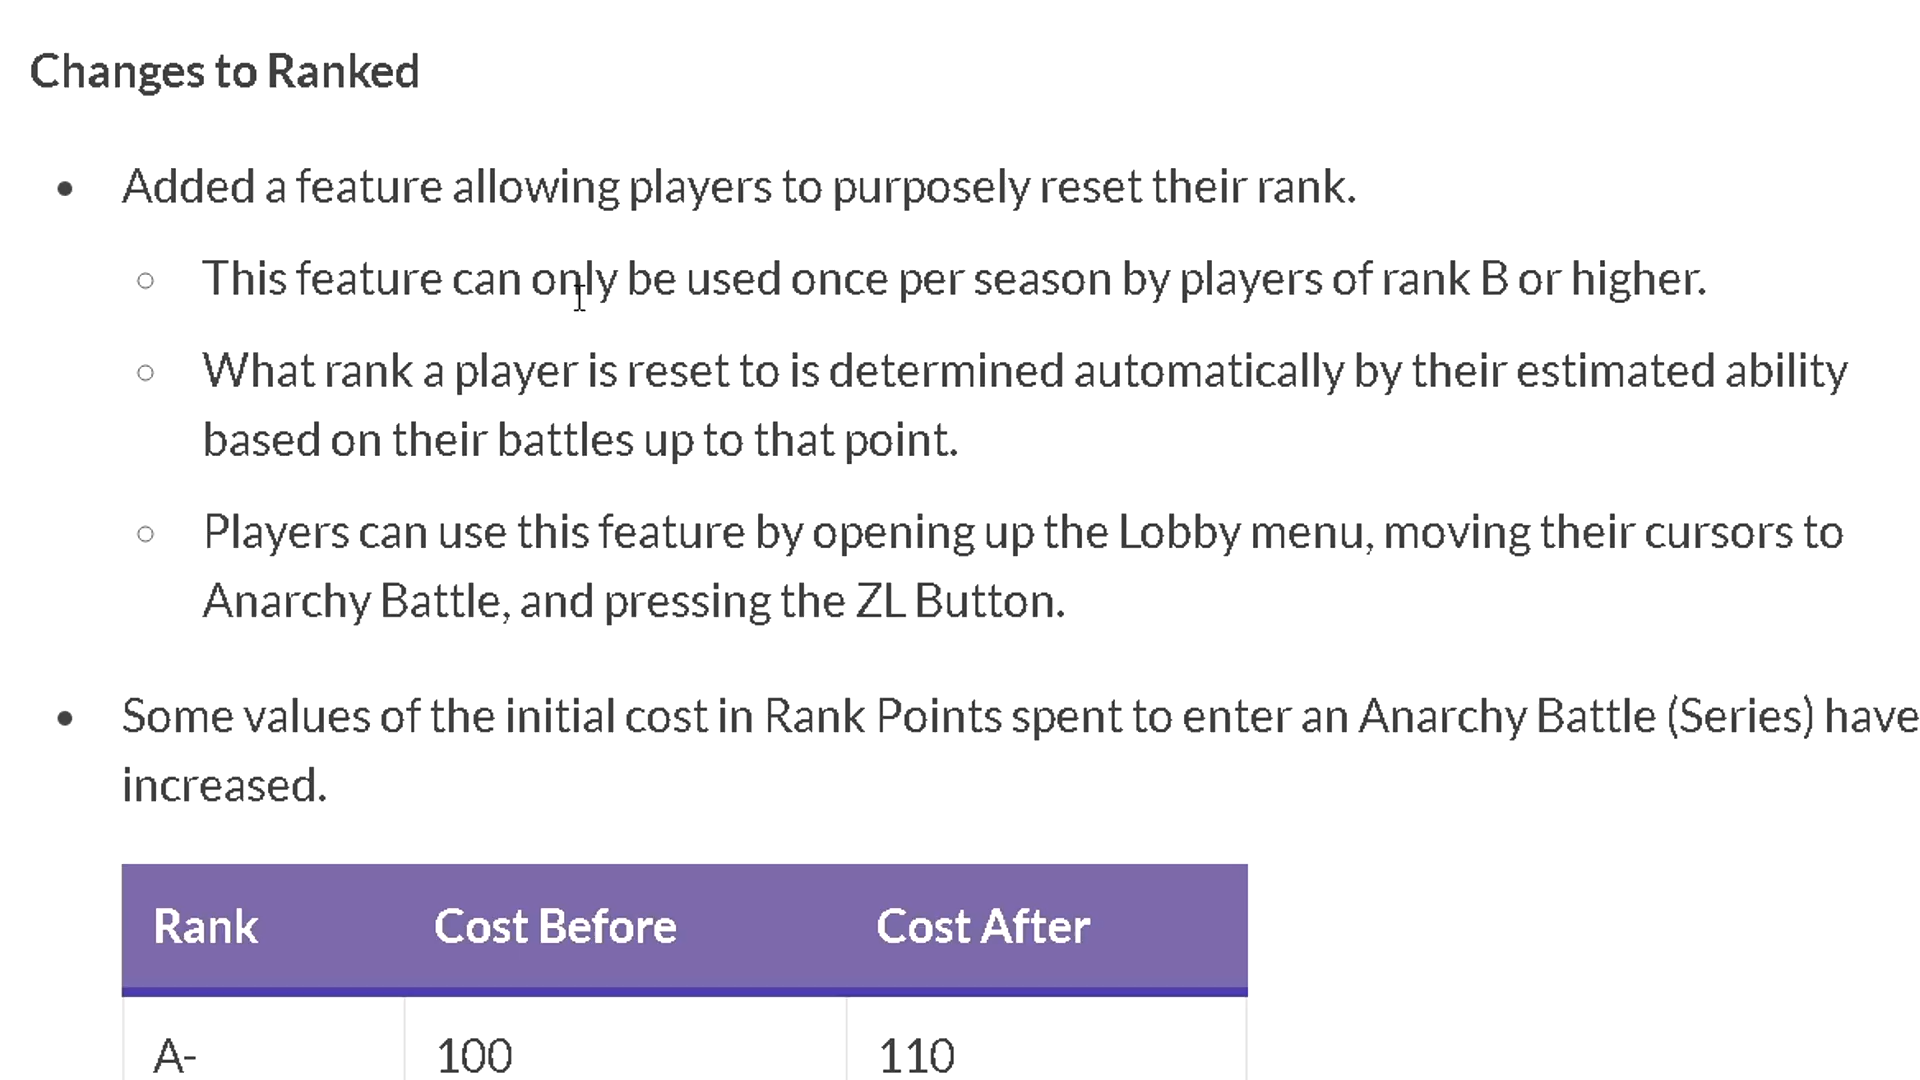 Changes to Ranked
Added a feature allowing players to purposely reset their rank.
This feature can only be used once per season by players of rank B or higher.
What rank a player is reset to is determined automatically by their estimated ability
based on their battles up to that point.
Players can use this feature by opening up the Lobby menu, moving their cursors to
Anarchy Battle, and pressing the ZL Button.
Some values of the initial cost in Rank Points spent to enter an Anarchy Battle (Series) have
increased.
Rank Cost Before Cost After
A- 100 110